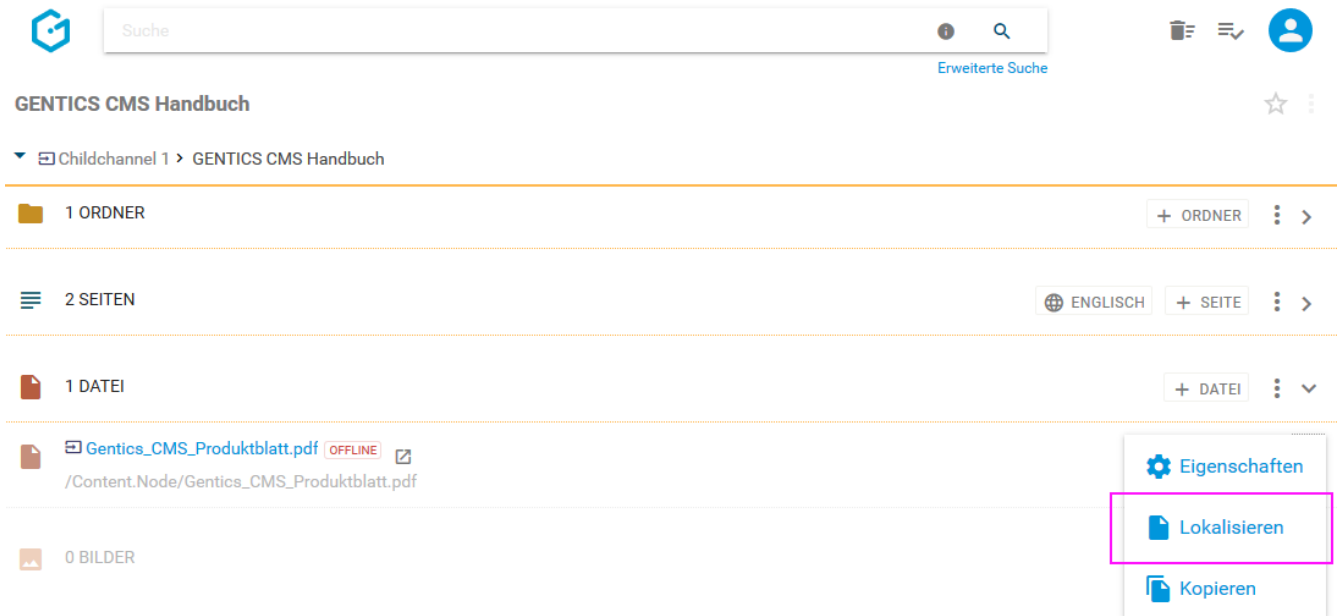 Suche
Erweiterte Suche
GENTICS CMS Handbuch
Childchannel 1 > GENTICS CMS Handbuch
1 ORDNER + ORDNER
2 SEITEN ENGLISCH + SEITE
1 DATEI + DATEI
Gentics_CMS_Produktblatt.pdf OFFLINE
/Content.Node/Gentics_CMS_Produktblatt.pdf
Eigenschaften
Lokalisieren
0 BILDER
Kopieren